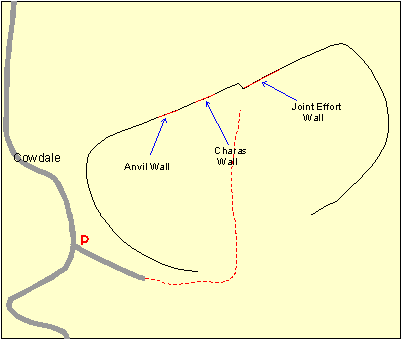 Joint Effort
Wall
Charas
Wall
Cowdale
Anvil Wall
P